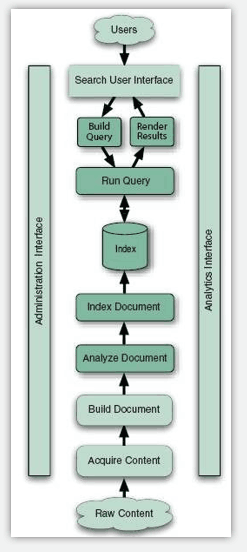 Users
Search User Interface
Build
Query
Render
Results
Run Query
Index
Index Document
Analyze Document
Build Document
Acquire Content
Raw Content
Administration Interface
Analytics Interface